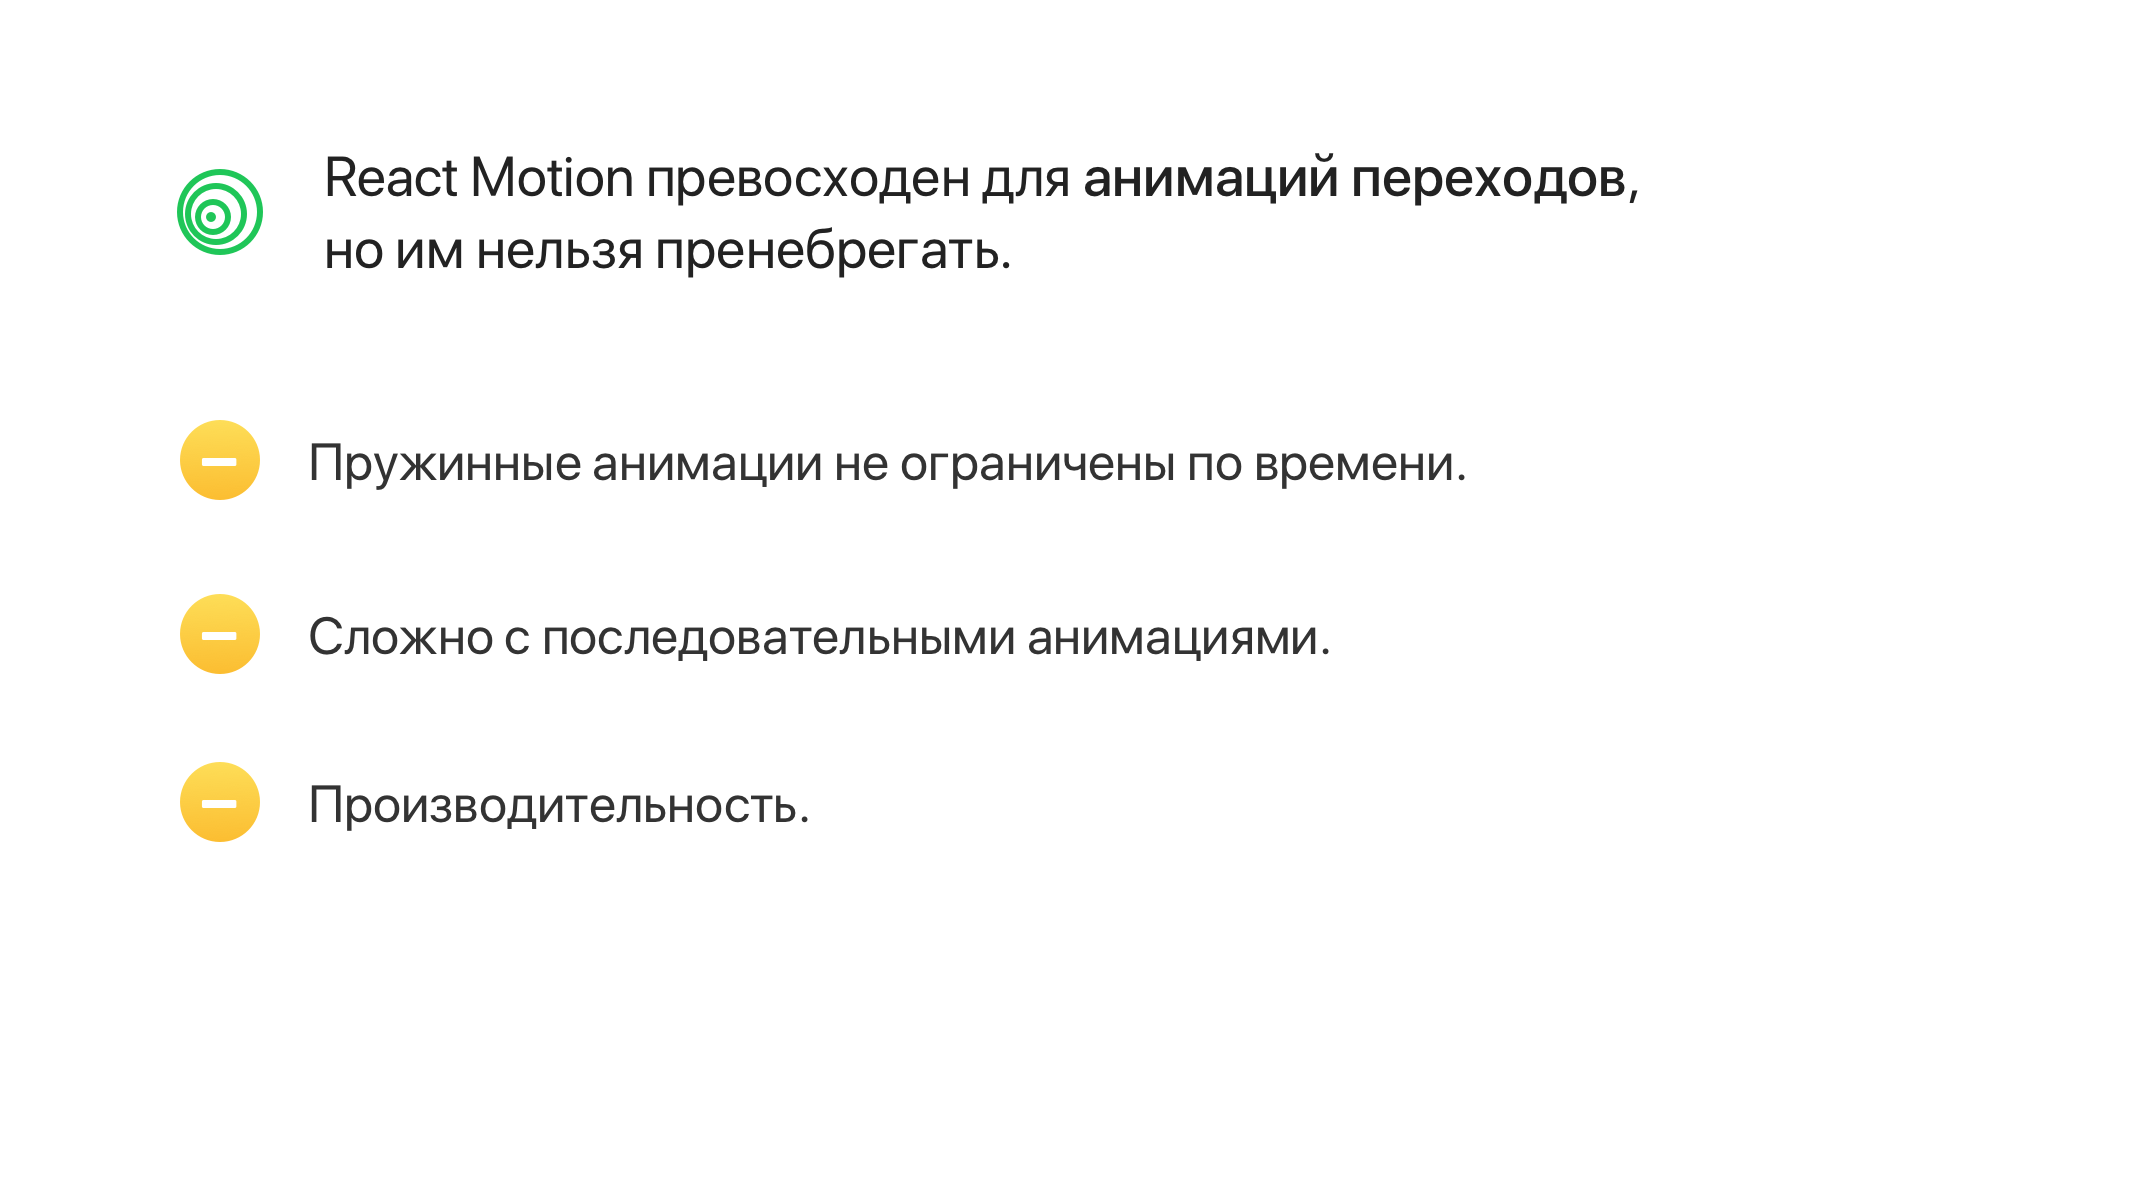 React Motion превосходен для анимаций переходов,
но им нельзя пренебрегать.
Пружинные анимации не ограничены по времени.
Сложно с последовательными анимациями.
Производительность.